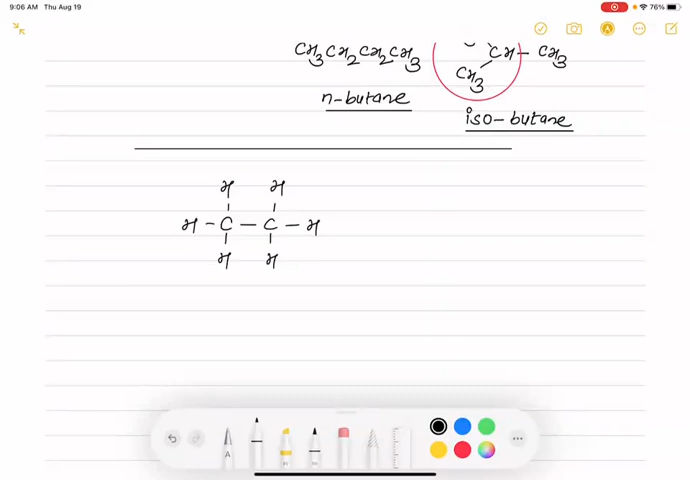 9:06 AM Thu Aug 19
76%
CH3CH2CH2CH3 CH - CH3
CH3
n-butane
iso-butane
H H
H - C - C - H
H H
A